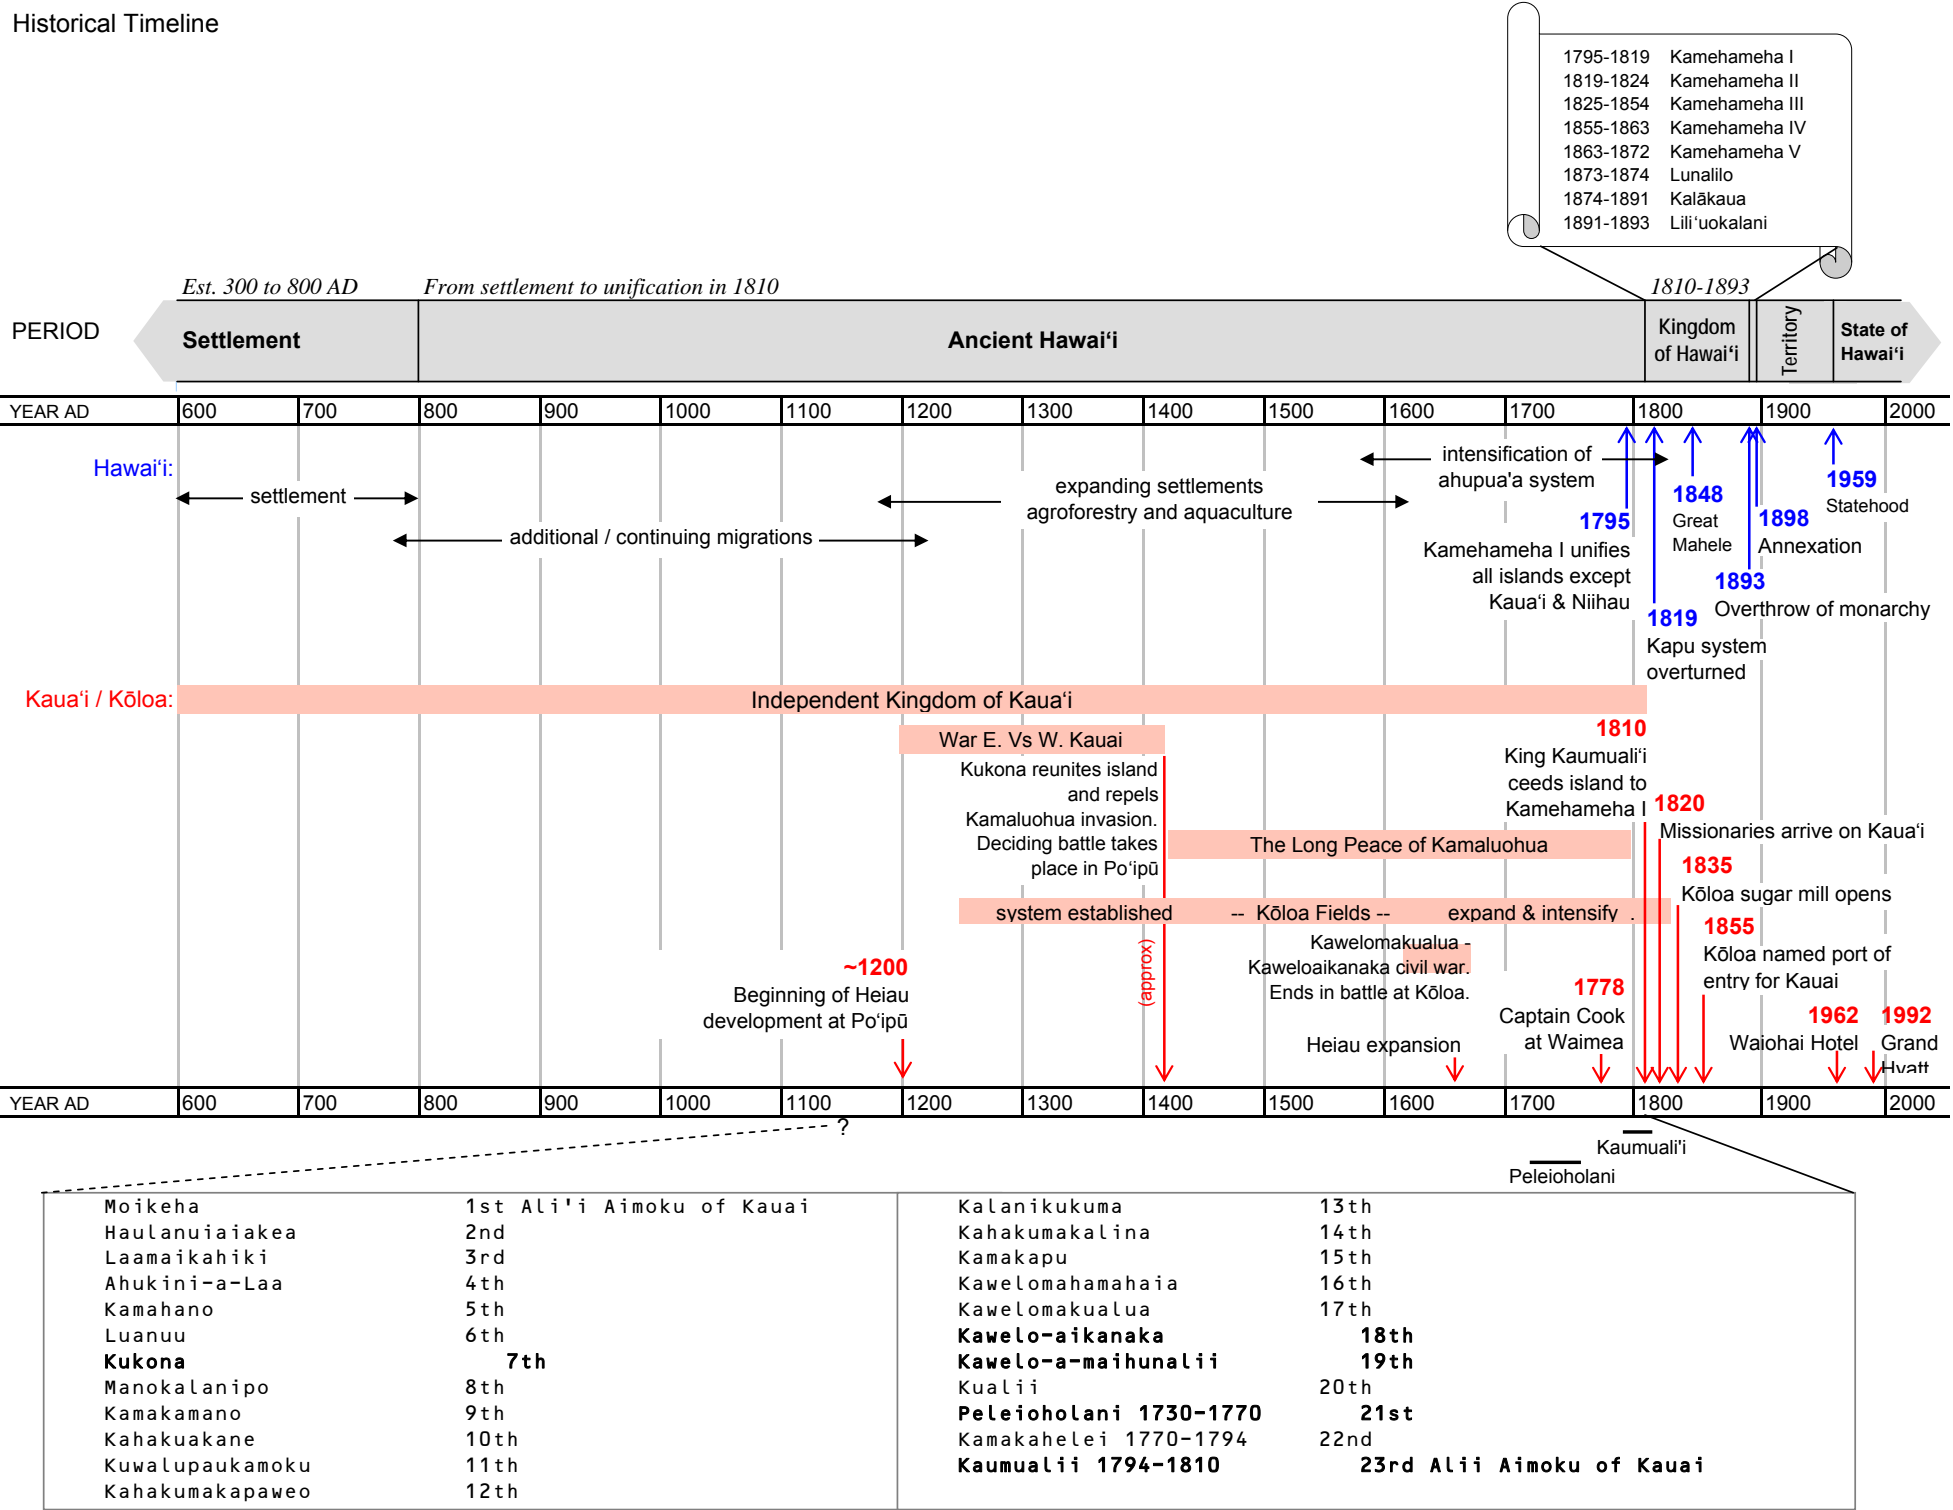 Historical Timeline
1795-1819 Kamehameha I
1819-1824 Kamehameha II
1825-1854 Kamehameha III
1855-1863 Kamehameha IV
1863-1872 Kamehameha V
1873-1874 Lunalilo
1874-1891 Kalākaua
1891-1893 Liliʻuokalani
Est. 300 to 800 AD From settlement to unification in 1810 1810-1893
PERIOD
Settlement
Ancient Hawaiʻi
Kingdom
of Hawaiʻi
Territory
State of
Hawaiʻi
YEAR AD 600 700 800 900 1000 1100 1200 1300 1400 1500 1600 1700 1800 1900 2000
Hawaiʻi:
settlement
additional / continuing migrations
expanding settlements
agroforestry and aquaculture
intensification of
ahupua'a system
1795
Kamehameha I unifies
all islands except
Kauaʻi & Niihau
1819
Kapu system
overturned
1848
Great
Mahele
1893
Overthrow of monarchy
1898
Annexation
1959
Statehood
Kauaʻi / Kōloa:
Independent Kingdom of Kauaʻi
War E. Vs W. Kauai
Kukona reunites island
and repels
Kamaluohua invasion.
Deciding battle takes
place in Poʻipū
(approx)
1810
King Kaumualiʻi
ceeds island to
Kamehameha I
1820
Missionaries arrive on Kauaʻi
The Long Peace of Kamaluohua
1835
Kōloa sugar mill opens
system established -- Kōloa Fields -- expand & intensify .
1855
Kōloa named port of
entry for Kauai
Kawelomakualua -
Kaweloaikanaka civil war.
Ends in battle at Kōloa.
~1200
Beginning of Heiau
development at Poʻipū
Heiau expansion
1778
Captain Cook
at Waimea
1962
Waiohai Hotel
1992
Grand
Hyatt
YEAR AD 600 700 800 900 1000 1100 1200 1300 1400 1500 1600 1700 1800 1900 2000
?
Kaumuali'i
Peleioholani
Moikeha 1st Ali'i Aimoku of Kauai
Haulanuiaiakea 2nd
Laamaikahiki 3rd
Ahukini-a-Laa 4th
Kamahano 5th
Luanuu 6th
Kukona 7th
Manokalanipo 8th
Kamakamano 9th
Kahakuakane 10th
Kuwalupaukamoku 11th
Kahakumakapaweo 12th
Kalanikukuma 13th
Kahakumakalina 14th
Kamakapu 15th
Kawelomahamahaia 16th
Kawelomakualua 17th
Kawelo-aikanaka 18th
Kawelo-a-maihunalii 19th
Kualii 20th
Peleioholani 1730-1770 21st
Kamakahelei 1770-1794 22nd
Kaumualii 1794-1810 23rd Alii Aimoku of Kauai